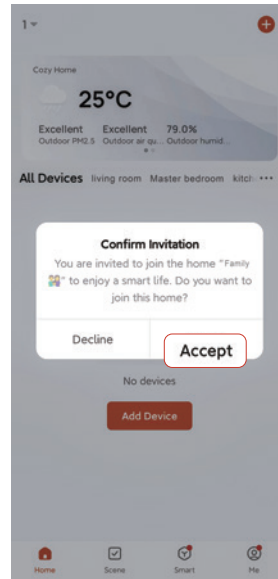 1
Cozy Home
25°C
Excellent Excellent 79.0%
Outdoor PM2.5 Outdoor air qu... Outdoor humid...
All Devices living room Master bedroom kitc ...
Confirm Invitation
You are invited to join the home "Family
👨‍👩‍👧" to enjoy a smart life. Do you want to
join this home?
Decline Accept
No devices
Add Device
Home Scene Smart Me